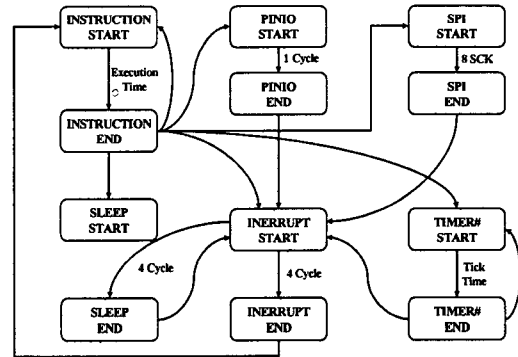 INSTRUCTION
START
PINIO
START
SPI
START
Execution
Time
1 Cycle
8 SCK
PINIO
END
SPI
END
INSTRUCTION
END
SLEEP
START
INERRUPT
START
TIMER#
START
4 Cycle
4 Cycle
Tick
Time
SLEEP
END
INERRUPT
END
TIMER#
END